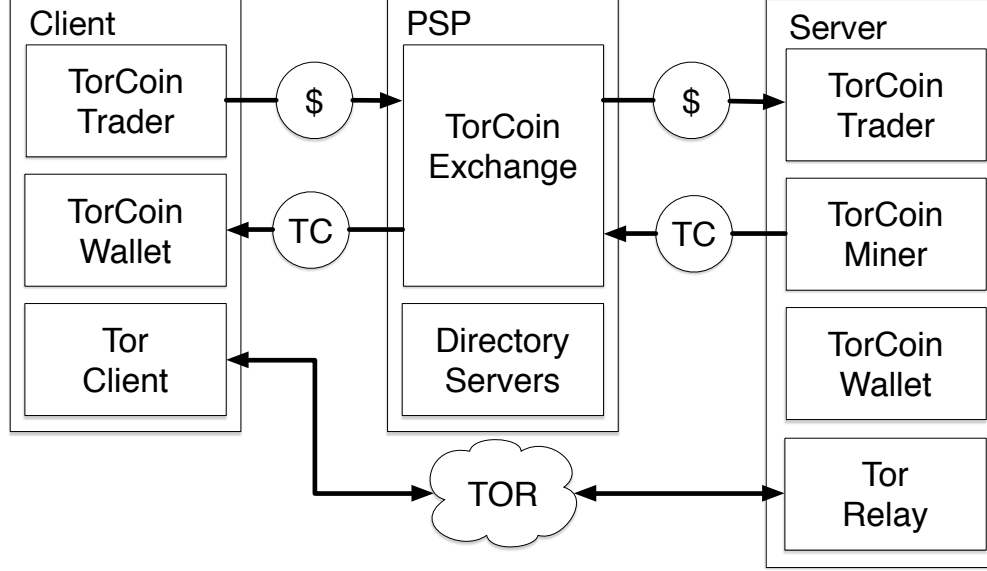 Client
TorCoin
Trader
TorCoin
Wallet
Tor
Client
$
TC
PSP
TorCoin
Exchange
Directory
Servers
$
TC
TOR
Server
TorCoin
Trader
TorCoin
Miner
TorCoin
Wallet
Tor
Relay